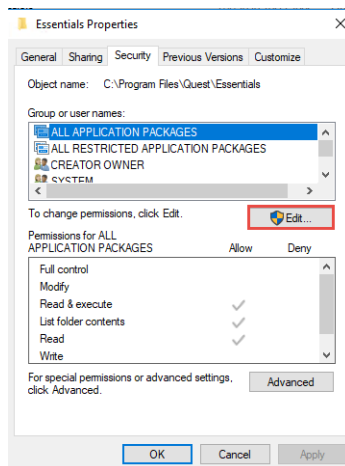 Essentials Properties
General Sharing Security Previous Versions Customize
Object name: C:\Program Files\Quest\Essentials
Group or user names:
ALL APPLICATION PACKAGES
ALL RESTRICTED APPLICATION PACKAGES
CREATOR OWNER
SYSTEM
To change permissions, click Edit.
Edit...
Permissions for ALL
APPLICATION PACKAGES Allow Deny
Full control
Modify
Read & execute
List folder contents
Read
Write
For special permissions or advanced settings,
click Advanced.
Advanced
OK Cancel Apply